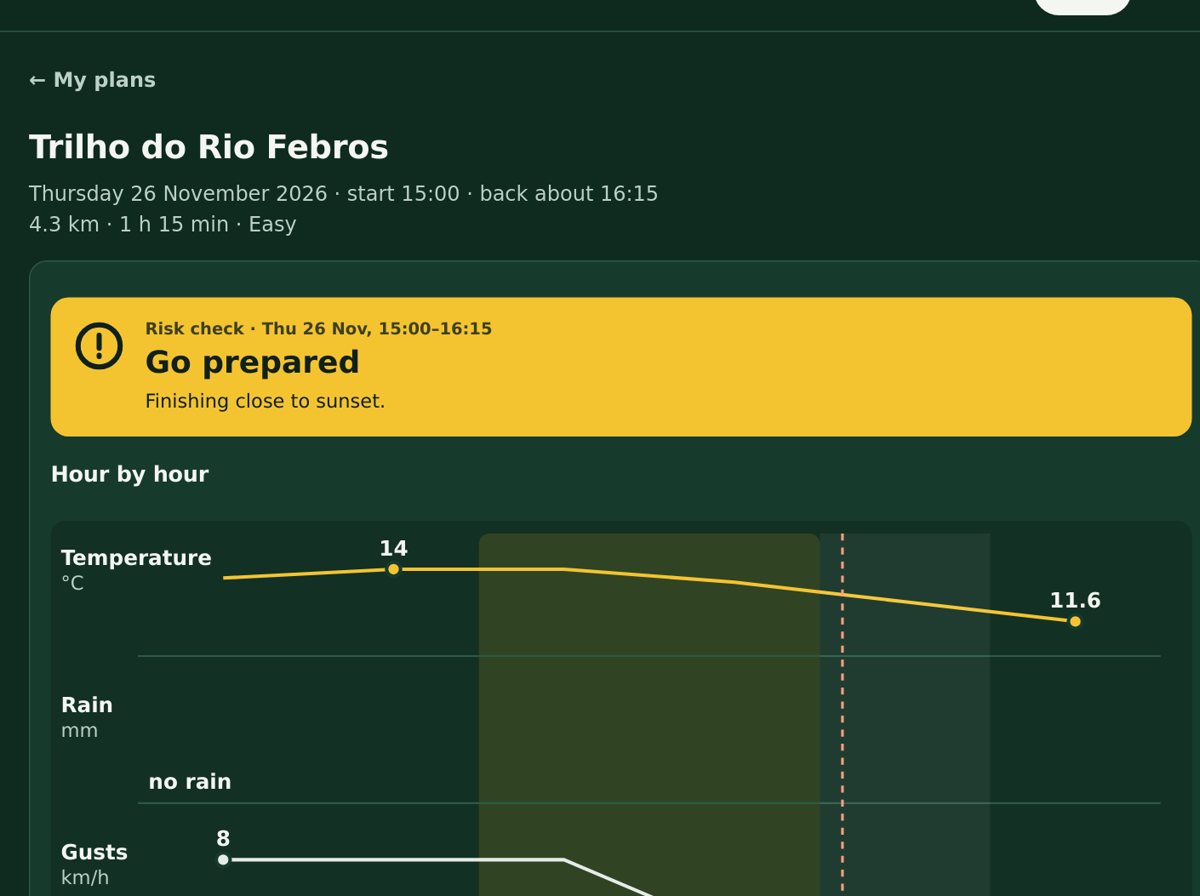 ← My plans
Trilho do Rio Febros
Thursday 26 November 2026 · start 15:00 · back about 16:15
4.3 km · 1 h 15 min · Easy
Risk check · Thu 26 Nov, 15:00–16:15
Go prepared
Finishing close to sunset.
Hour by hour
Temperature
°C
14
11.6
Rain
mm
no rain
Gusts
km/h
8